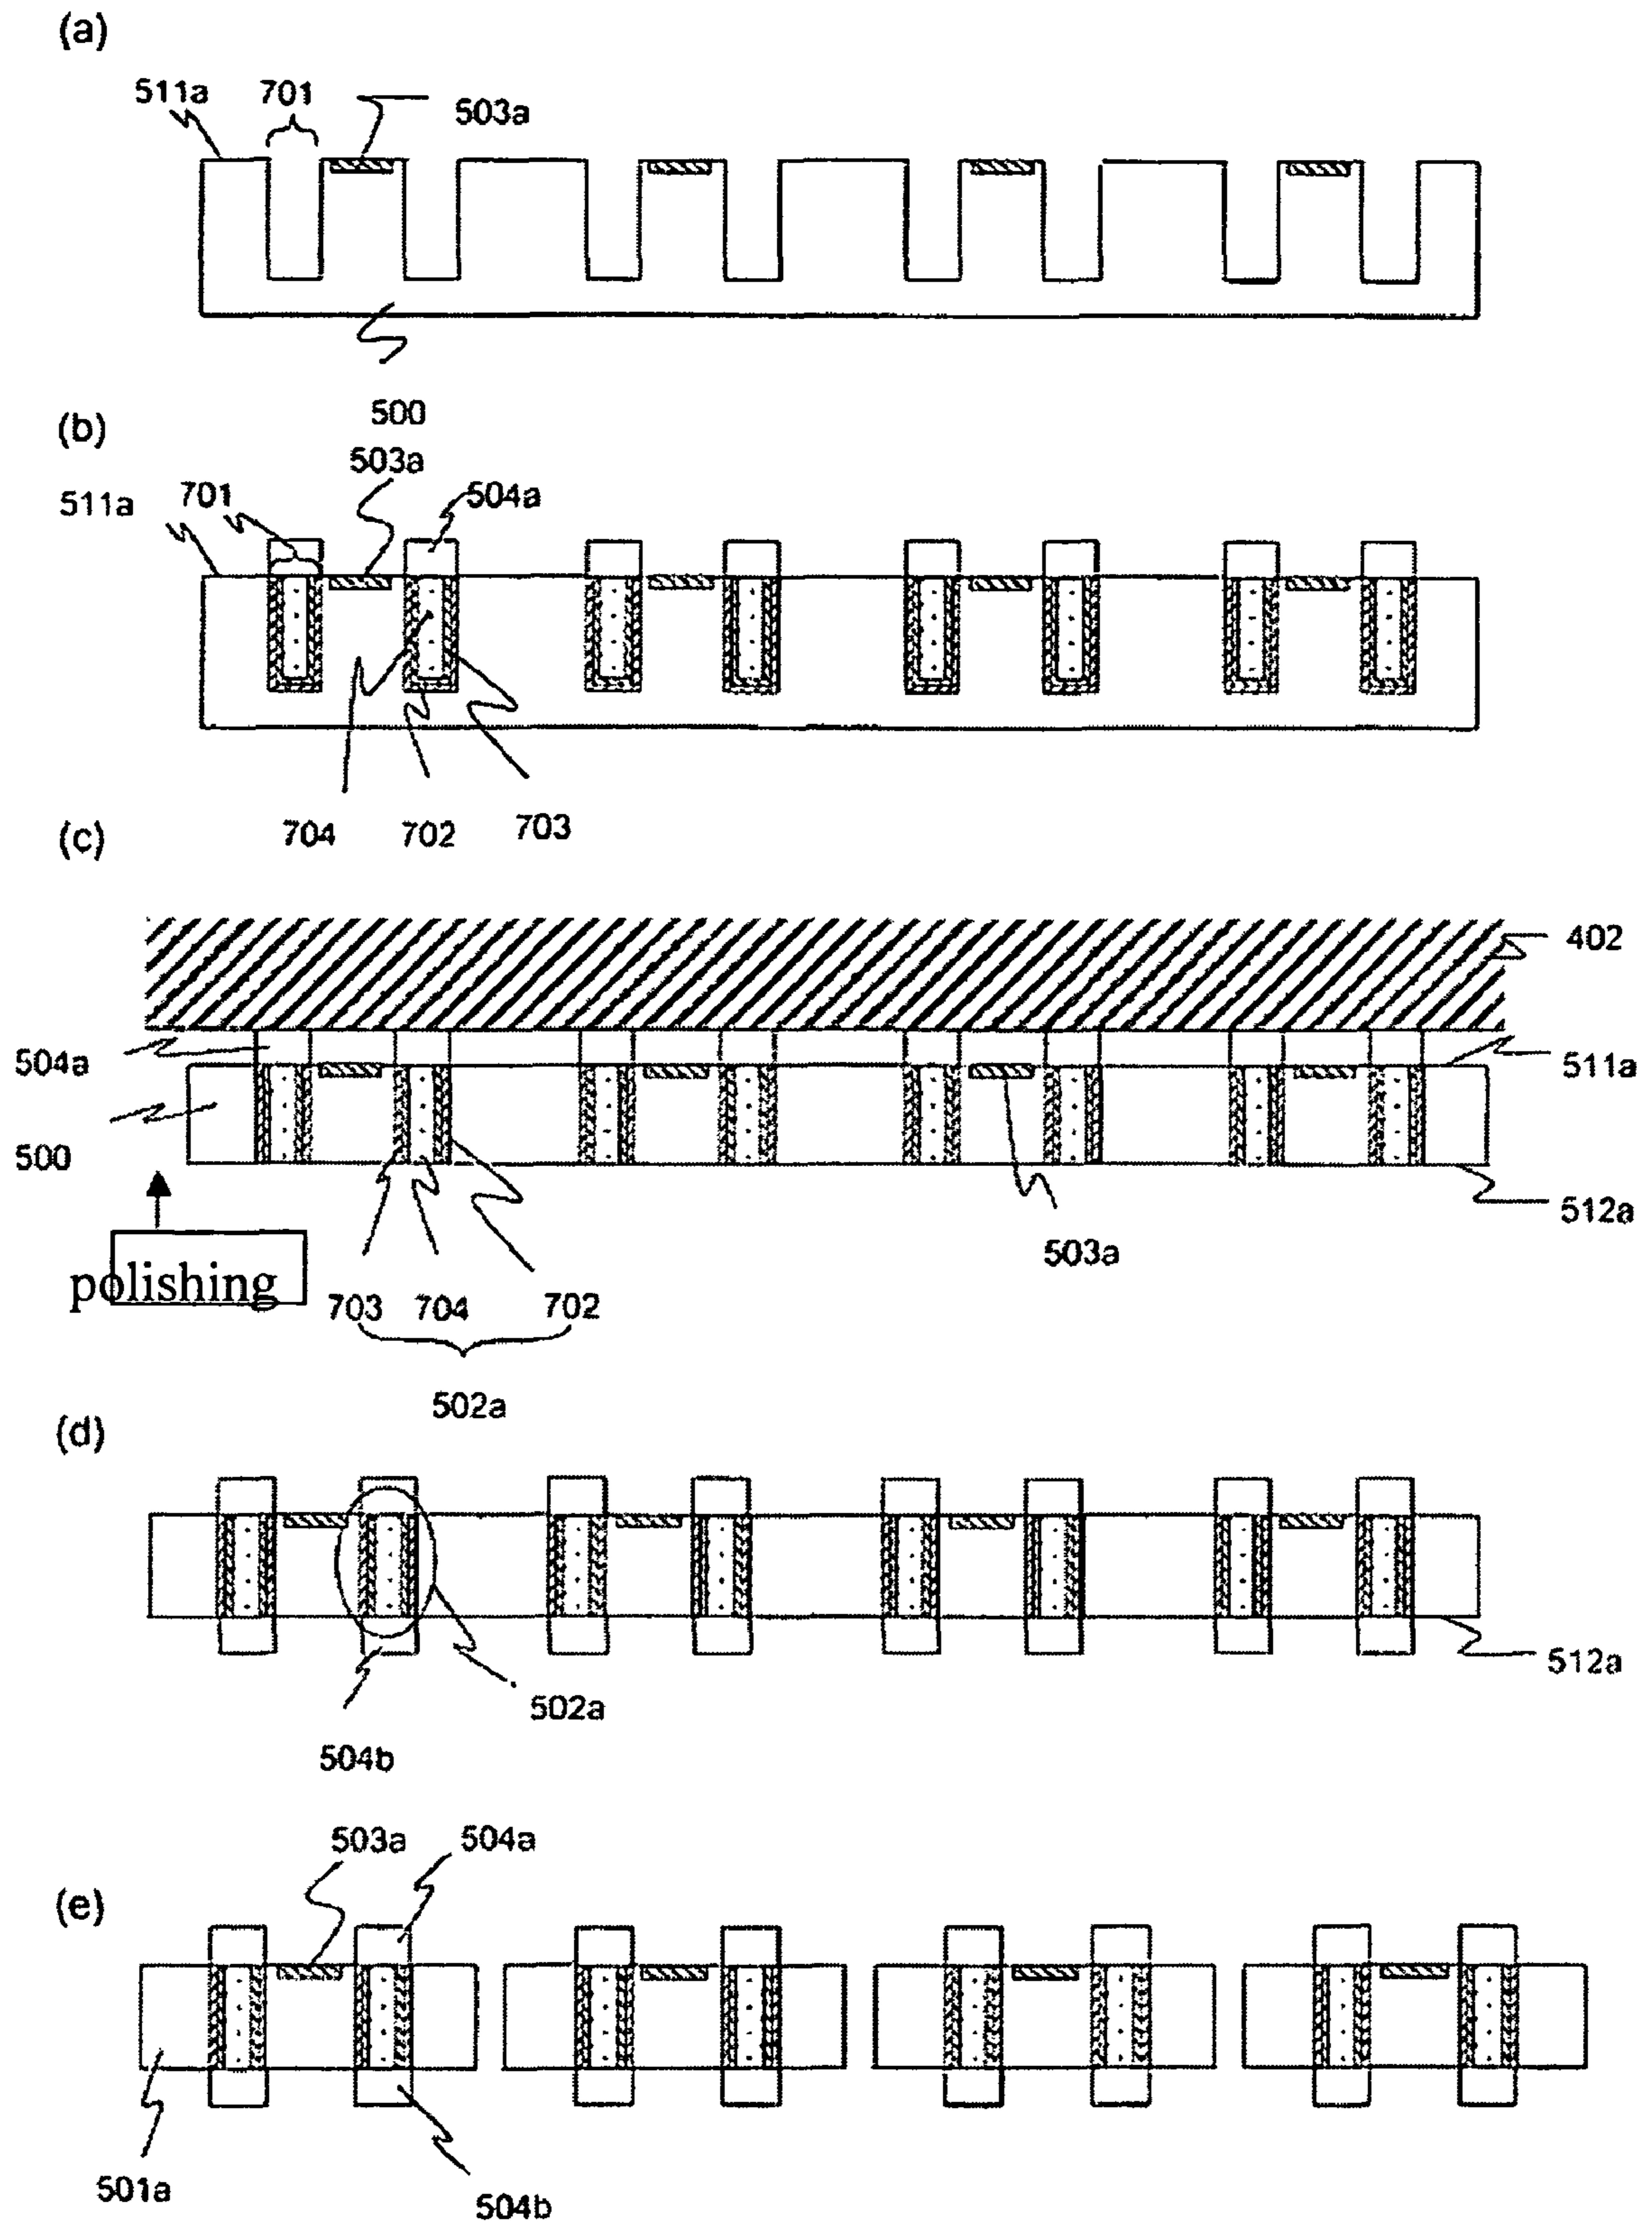 (a)
511a 701 503a
500
(b)
503a
511a 701 504a
704 702 703
(c)
402
504a 511a
500
512a
503a
polishing
703 704 702
502a
(d)
512a
502a
504b
503a 504a
(e)
501a 504b